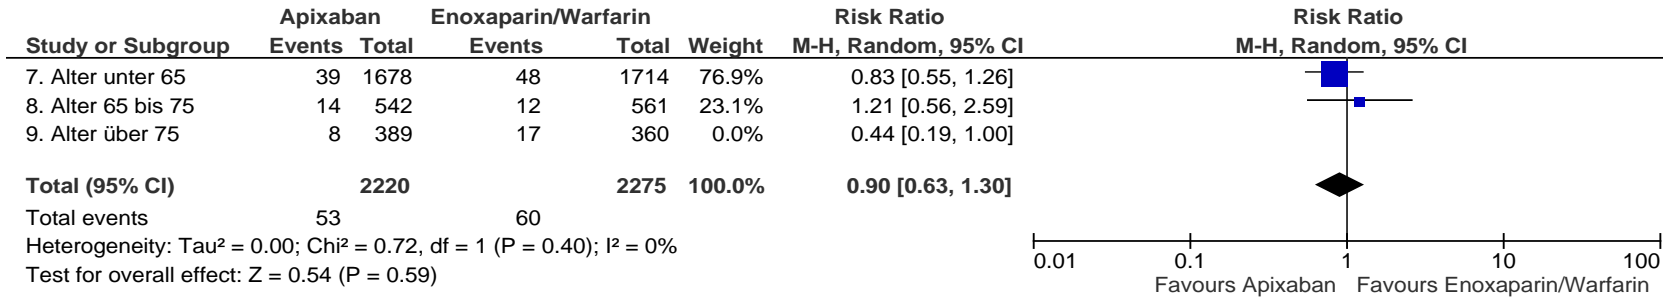 Apixaban Enoxaparin/Warfarin Risk Ratio Risk Ratio
Study or Subgroup Events Total Events Total Weight M-H, Random, 95% CI M-H, Random, 95% CI
7. Alter unter 65 39 1678 48 1714 76.9% 0.83 [0.55, 1.26]
8. Alter 65 bis 75 14 542 12 561 23.1% 1.21 [0.56, 2.59]
9. Alter über 75 8 389 17 360 0.0% 0.44 [0.19, 1.00]
Total (95% CI) 2220 2275 100.0% 0.90 [0.63, 1.30]
Total events 53 60
Heterogeneity: Tau² = 0.00; Chi² = 0.72, df = 1 (P = 0.40); I² = 0%
Test for overall effect: Z = 0.54 (P = 0.59)
0.01 0.1 1 10 100
Favours Apixaban Favours Enoxaparin/Warfarin